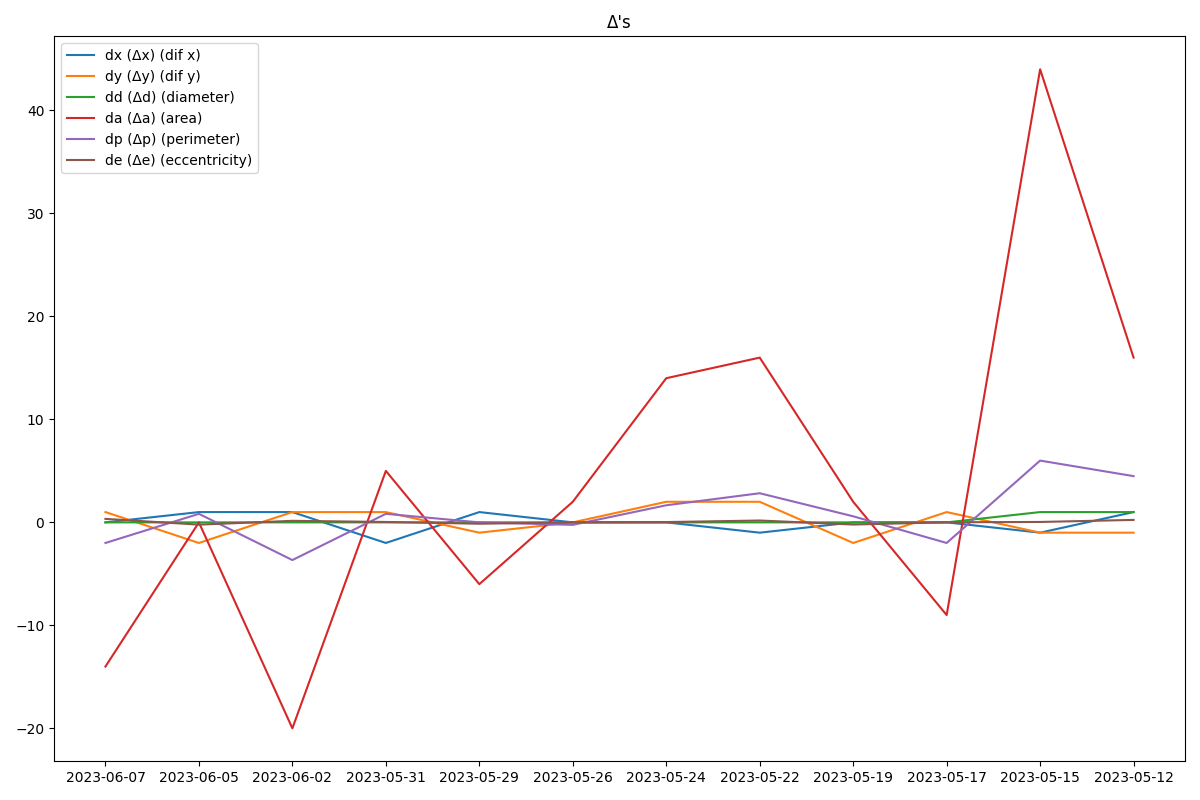 Δ's
dx (Δx) (dif x)
dy (Δy) (dif y)
dd (Δd) (diameter)
da (Δa) (area)
dp (Δp) (perimeter)
de (Δe) (eccentricity)
40
30
20
10
0
−10
−20
2023-06-07 2023-06-05 2023-06-02 2023-05-31 2023-05-29 2023-05-26 2023-05-24 2023-05-22 2023-05-19 2023-05-17 2023-05-15 2023-05-12